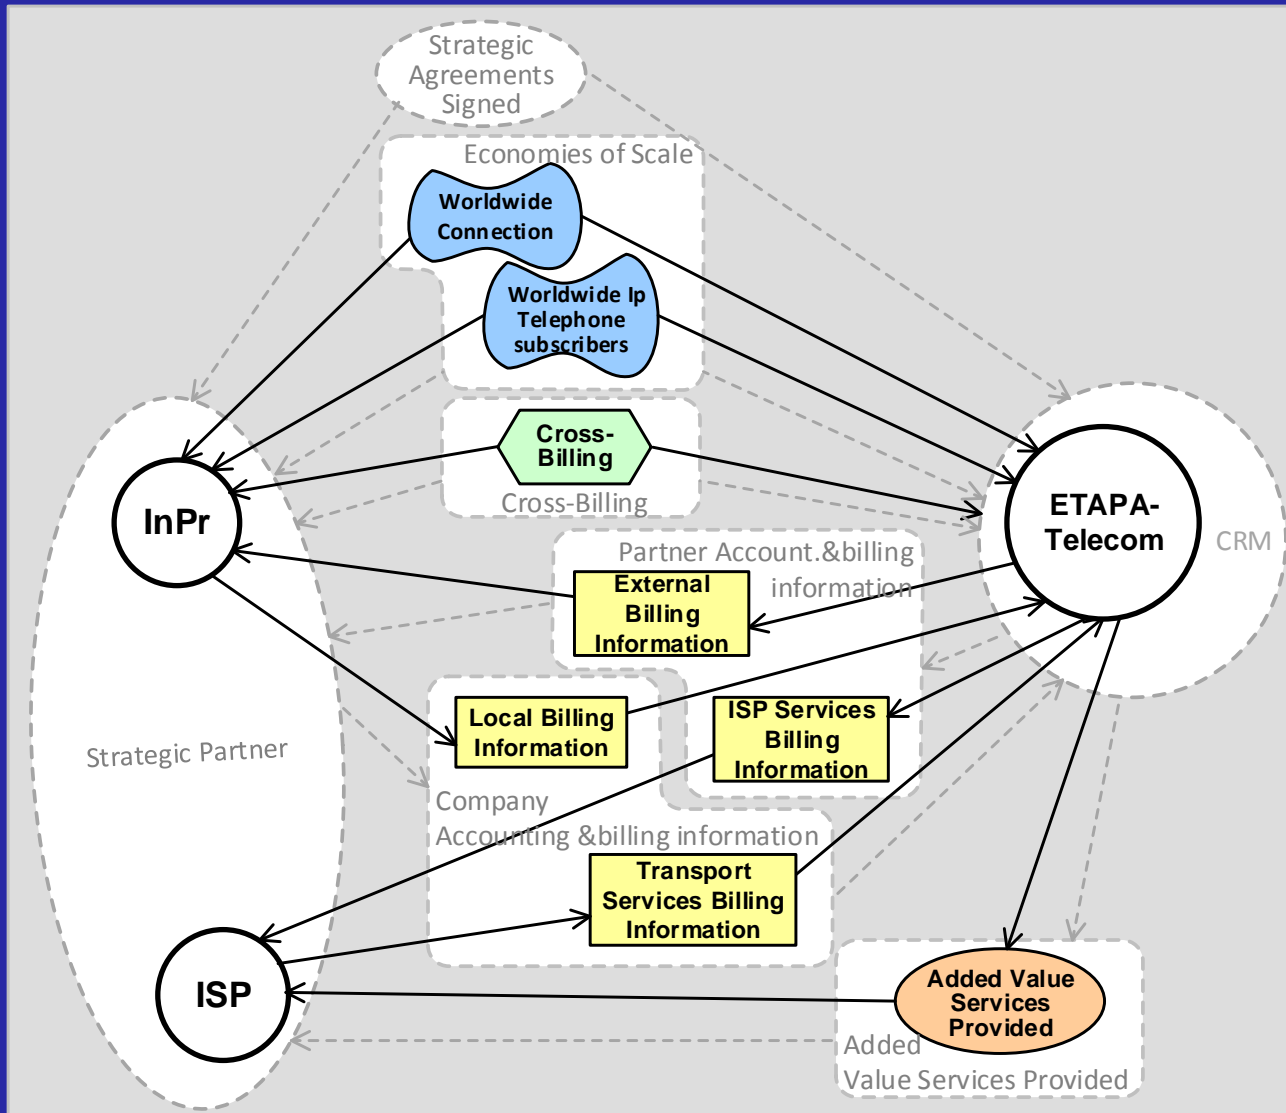 Strategic
Agreements
Signed
Economies of Scale
Worldwide
Connection
Worldwide Ip
Telephone
subscribers
Cross-
Billing
Cross-Billing
InPr
ETAPA-
Telecom
CRM
Partner Account.&billing
information
External
Billing
Information
Local Billing
Information
ISP Services
Billing
Information
Strategic Partner
Company
Accounting &billing information
Transport
Services Billing
Information
ISP
Added Value
Services
Provided
Added
Value Services Provided